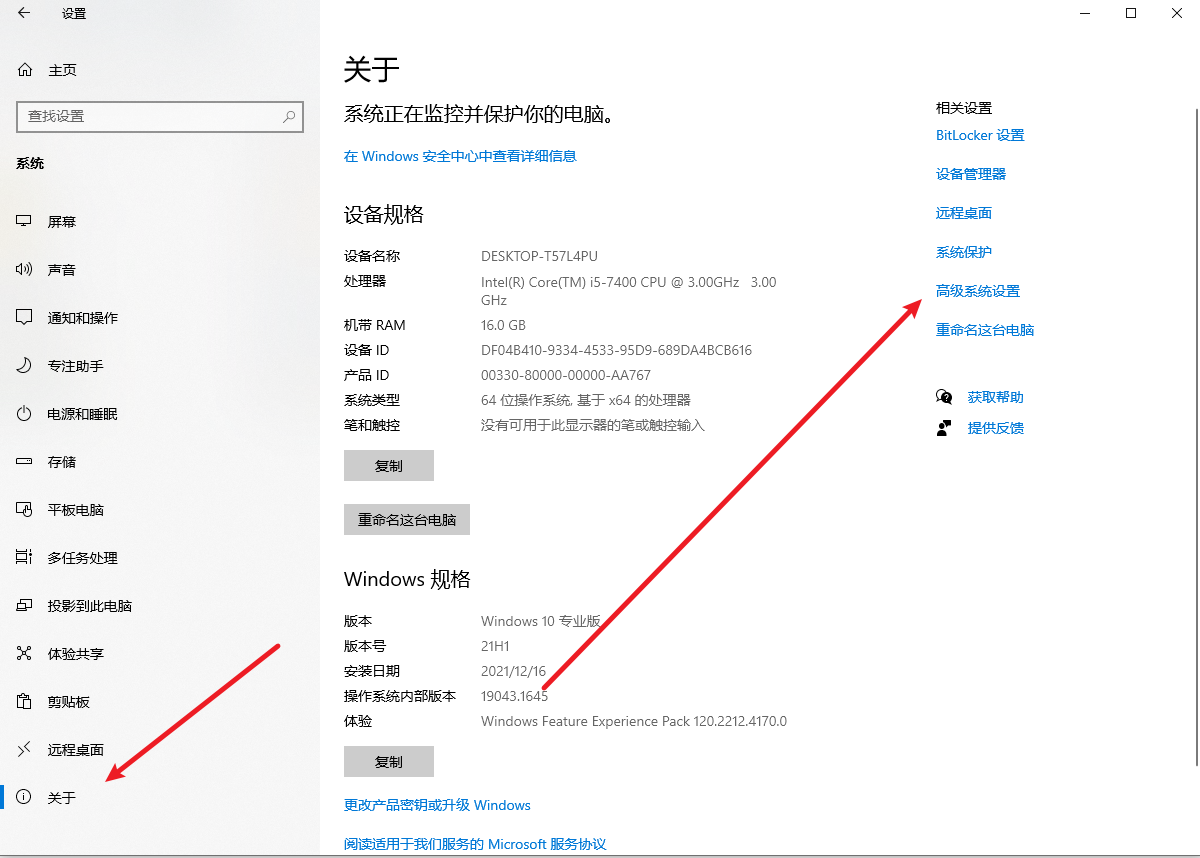 设置
主页
查找设置
系统
屏幕
声音
通知和操作
专注助手
电源和睡眠
存储
平板电脑
多任务处理
投影到此电脑
体验共享
剪贴板
远程桌面
关于
关于
系统正在监控并保护你的电脑。
在 Windows 安全中心中查看详细信息
设备规格
设备名称 DESKTOP-T57L4PU
处理器 Intel(R) Core(TM) i5-7400 CPU @ 3.00GHz 3.00
GHz
机带 RAM 16.0 GB
设备 ID DF04B410-9334-4533-95D9-689DA4BCB616
产品 ID 00330-80000-00000-AA767
系统类型 64 位操作系统, 基于 x64 的处理器
笔和触控 没有可用于此显示器的笔或触控输入
复制
重命名这台电脑
Windows 规格
版本 Windows 10 专业版
版本号 21H1
安装日期 2021/12/16
操作系统内部版本 19043.1645
体验 Windows Feature Experience Pack 120.2212.4170.0
复制
更改产品密钥或升级 Windows
阅读适用于我们服务的 Microsoft 服务协议
相关设置
BitLocker 设置
设备管理器
远程桌面
系统保护
高级系统设置
重命名这台电脑
获取帮助
提供反馈